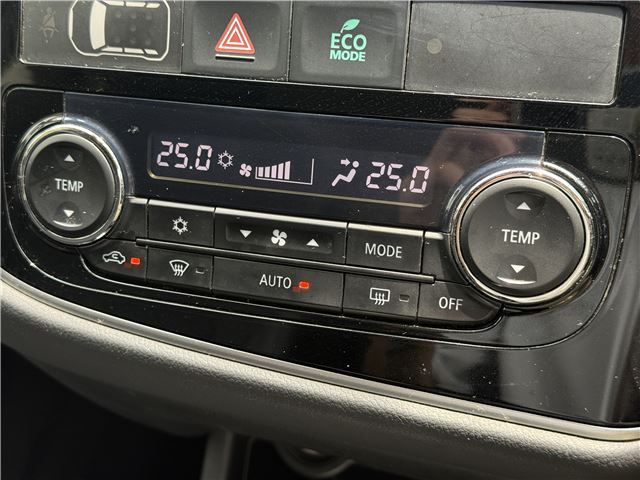 ECO
MODE
25.0 25.0
TEMP
MODE
TEMP
AUTO
OFF